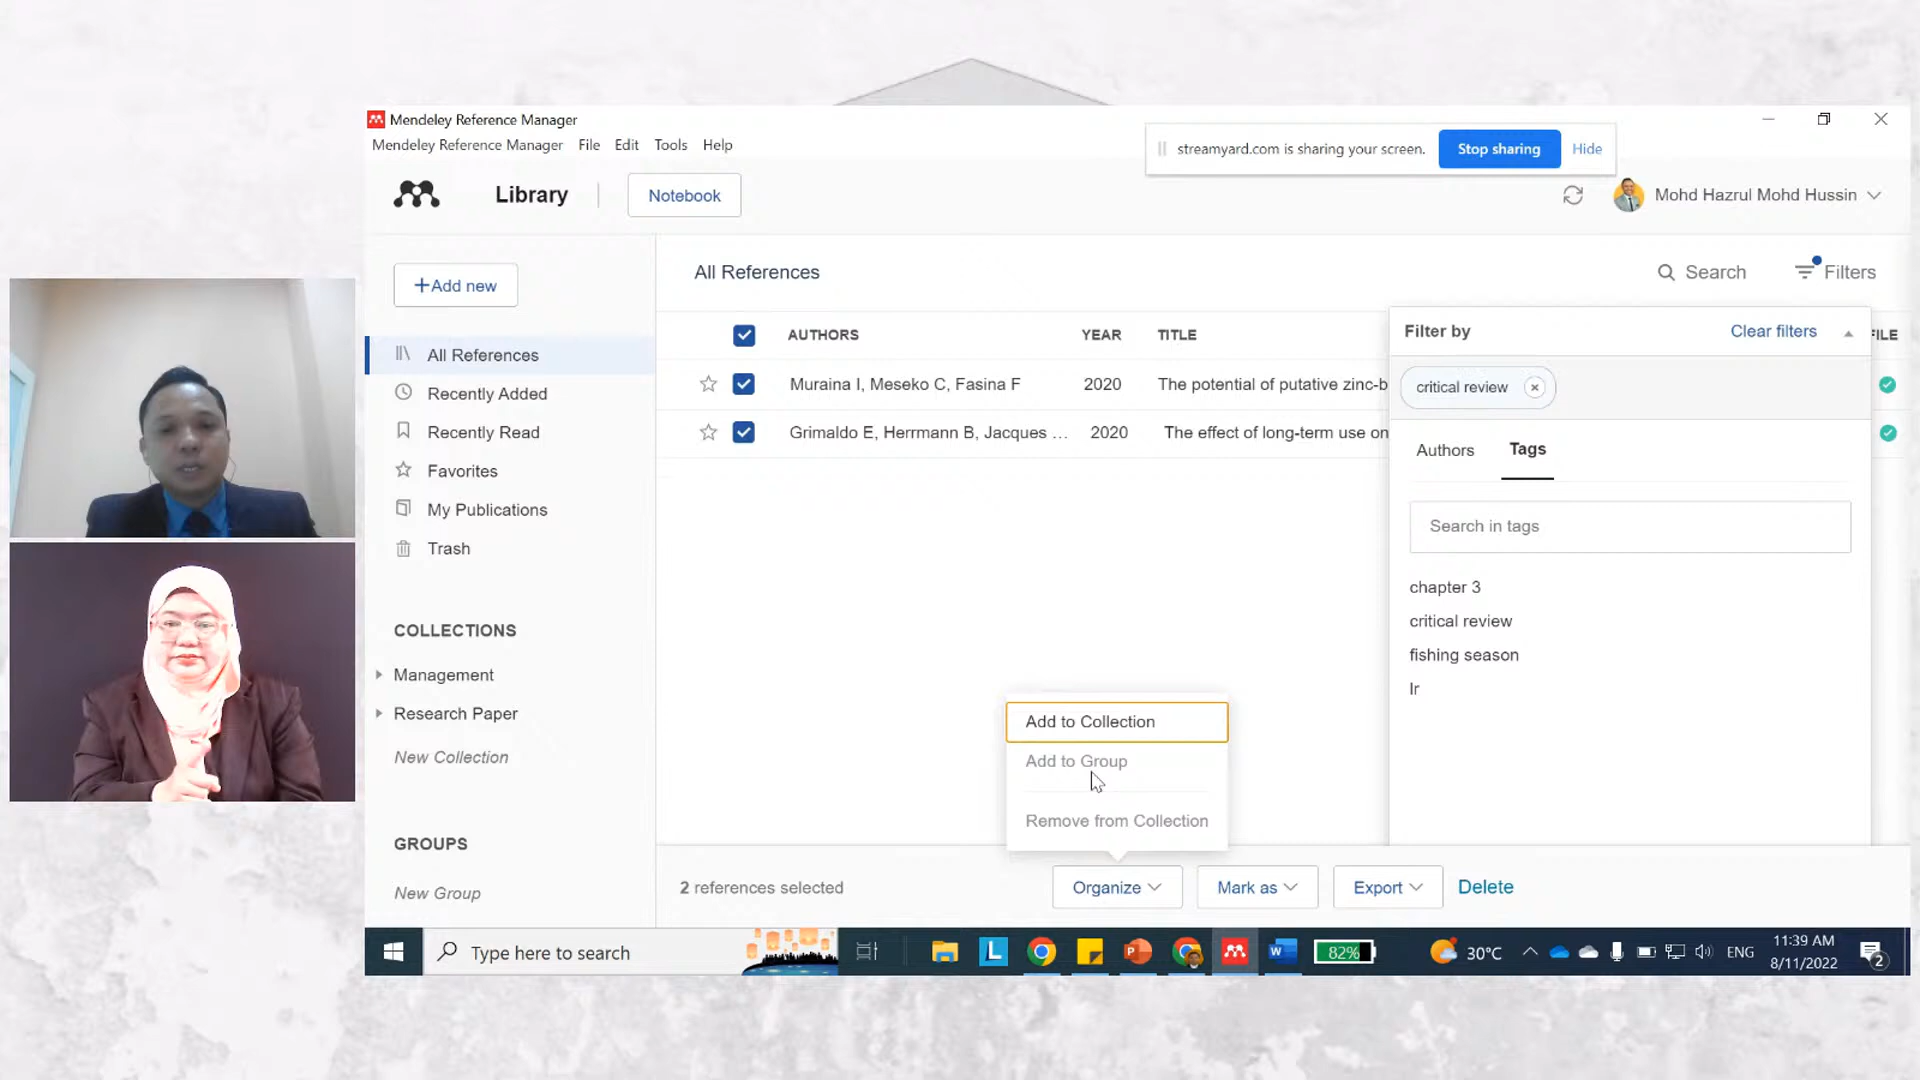 Mendeley Reference Manager
Mendeley Reference Manager File Edit Tools Help
streamyard.com is sharing your screen. Stop sharing Hide
Library Notebook
Mohd Hazrul Mohd Hussin
+Add new
All References
Search Filters
AUTHORS YEAR TITLE FILE
Muraina I, Meseko C, Fasina F 2020 The potential of putative zinc-b
Grimaldo E, Herrmann B, Jacques ... 2020 The effect of long-term use on
Filter by Clear filters
critical review
Authors Tags
Search in tags
chapter 3
critical review
fishing season
lr
All References
Recently Added
Recently Read
Favorites
My Publications
Trash
COLLECTIONS
Management
Research Paper
New Collection
GROUPS
New Group
Add to Collection
Add to Group
Remove from Collection
2 references selected Organize Mark as Export Delete
Type here to search
82%
30°C
ENG
11:39 AM
8/11/2022
2